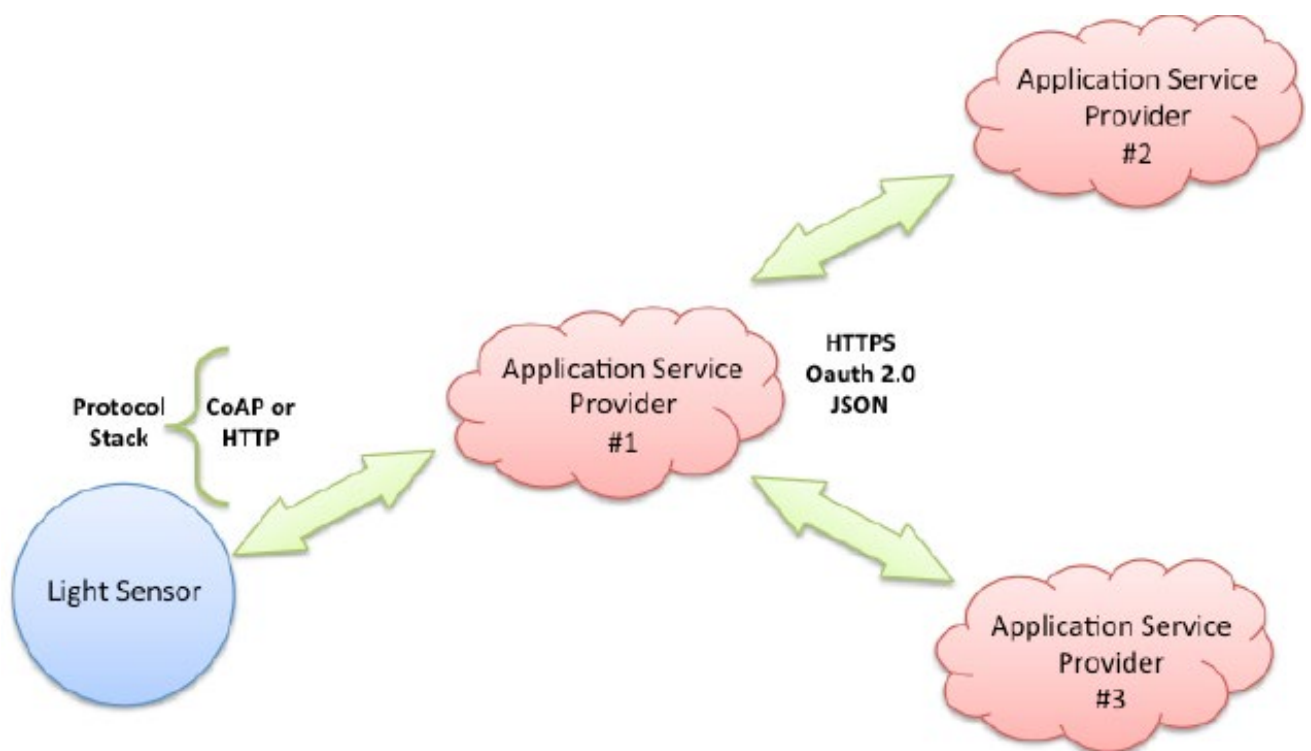 Application Service
Provider
#2
Application Service
Provider
#1
HTTPS
Oauth 2.0
JSON
Protocol
Stack
CoAP or
HTTP
Light Sensor
Application Service
Provider
#3